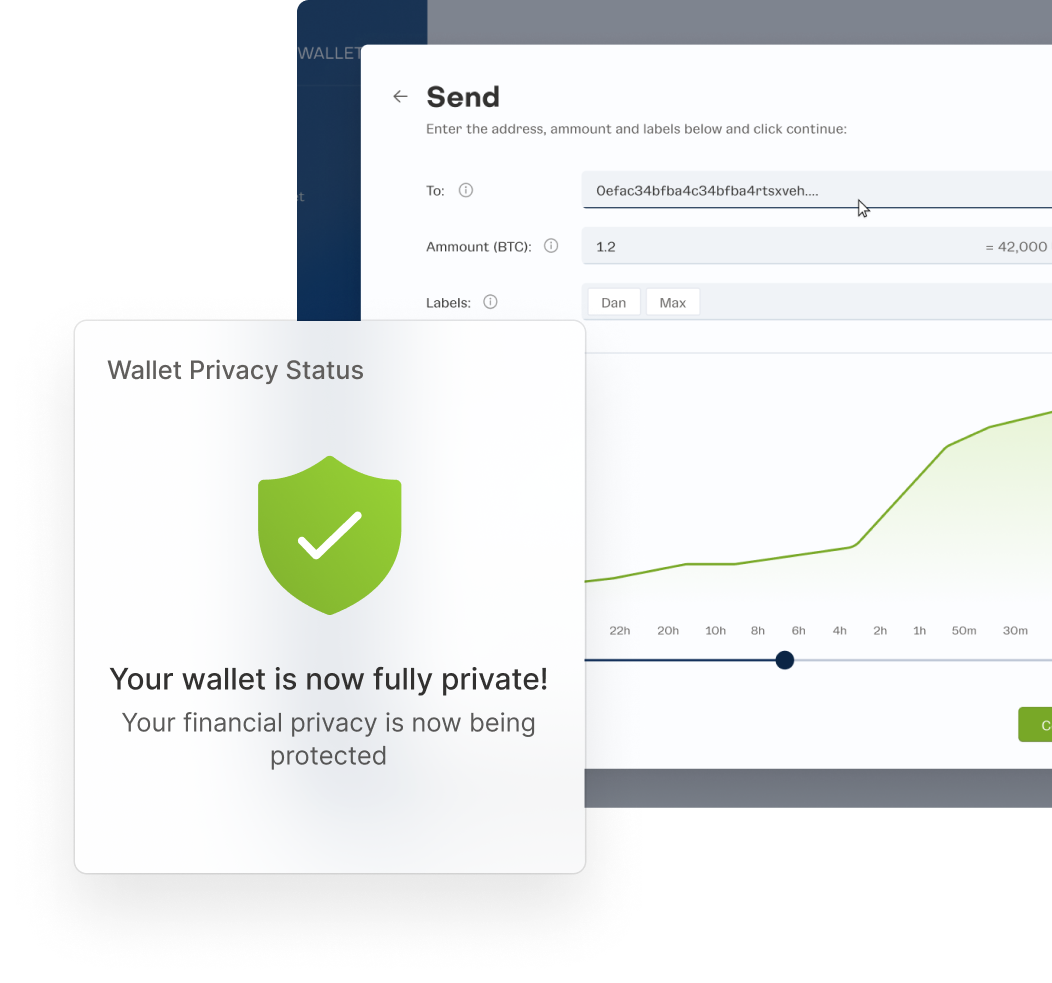 WALLET
Send
Enter the address, ammount and labels below and click continue:
To:
0efac34bfba4c34bfba4rtsxveh....
Ammount (BTC):
1.2
= 42,000
Labels:
Dan Max
Wallet Privacy Status
Your wallet is now fully private!
Your financial privacy is now being
protected
22h 20h 10h 8h 6h 4h 2h 1h 50m 30m